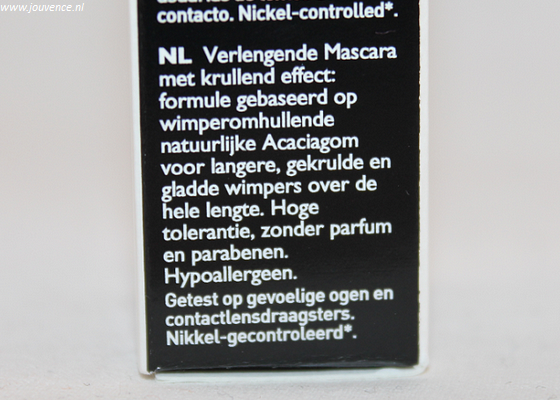 www.jouvence.nl
contacto. Nickel-controlled*.
NL Verlengende Mascara
met krullend effect:
formule gebaseerd op
wimperomhullende
natuurlijke Acaciagom
voor langere, gekrulde en
gladde wimpers over de
hele lengte. Hoge
tolerantie, zonder parfum
en parabenen.
Hypoallergeen.
Getest op gevoelige ogen en
contactlensdraagsters.
Nikkel-gecontroleerd*.